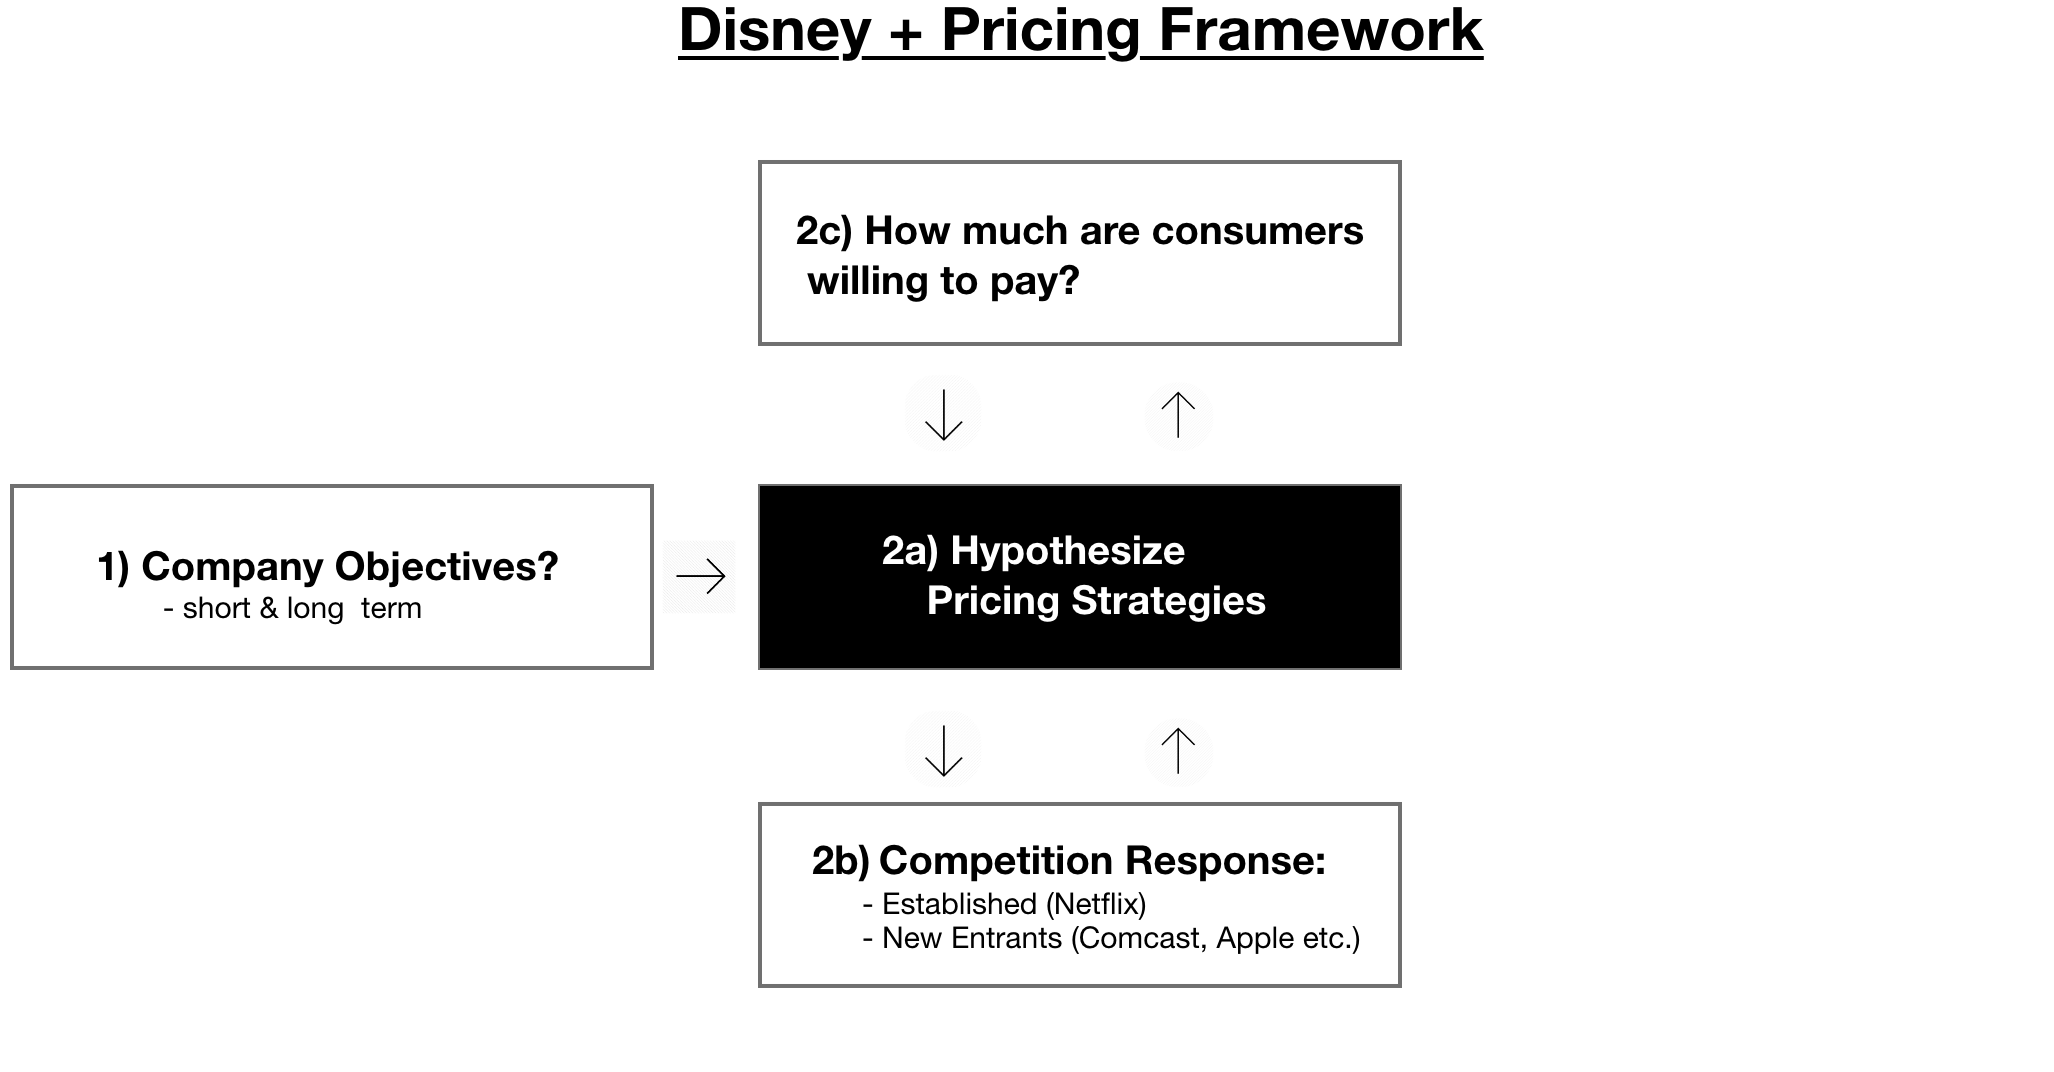 Disney + Pricing Framework
2c) How much are consumers
willing to pay?
1) Company Objectives?
- short & long term
2a) Hypothesize
Pricing Strategies
2b) Competition Response:
- Established (Netflix)
- New Entrants (Comcast, Apple etc.)